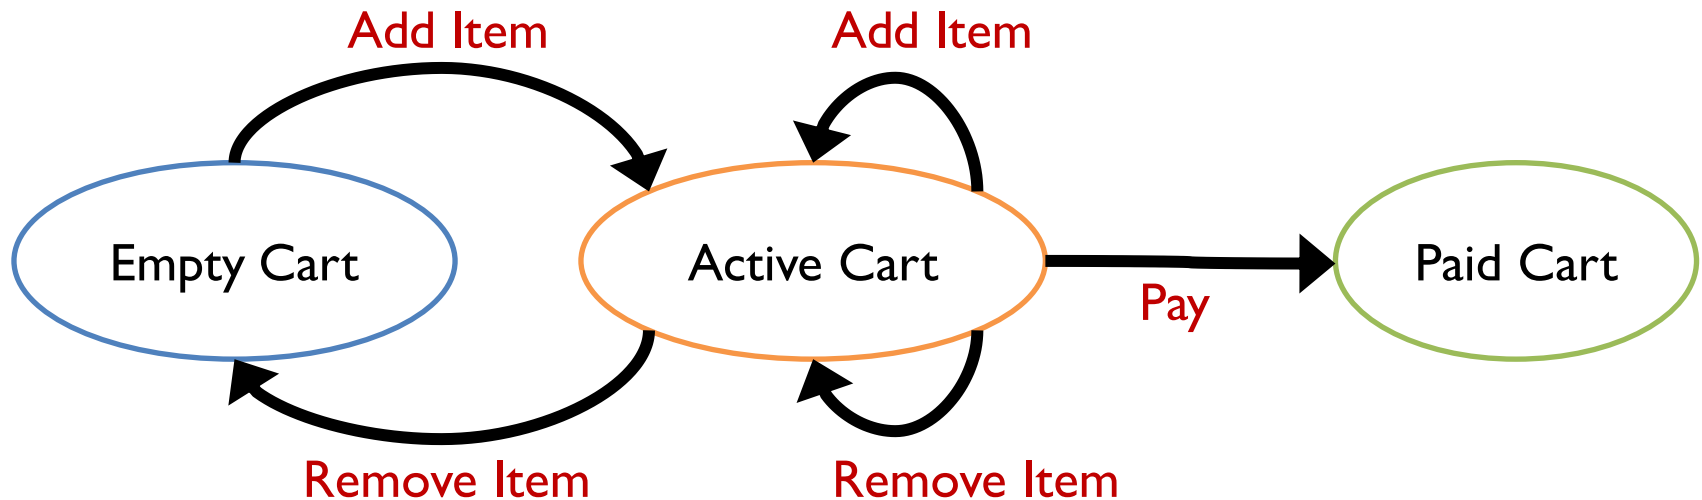 Add Item
Add Item
Empty Cart
Active Cart
Paid Cart
Pay
Remove Item
Remove Item